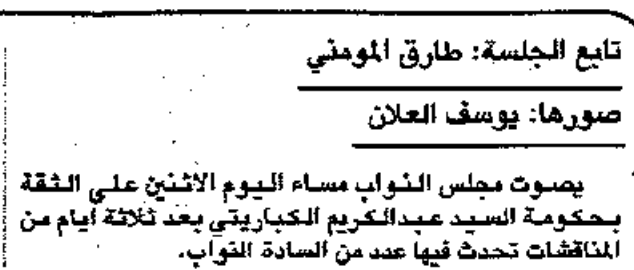 تابع الجلسة: طارق المومني
صورها: يوسف العلان
يصوت مجلس النواب مساء اليوم الاثنين على الثقة
بحكومة السيد عبدالكريم الكباريتي بعد ثلاثة ايام من
المناقشات تحدث فيها عدد من السادة النواب.